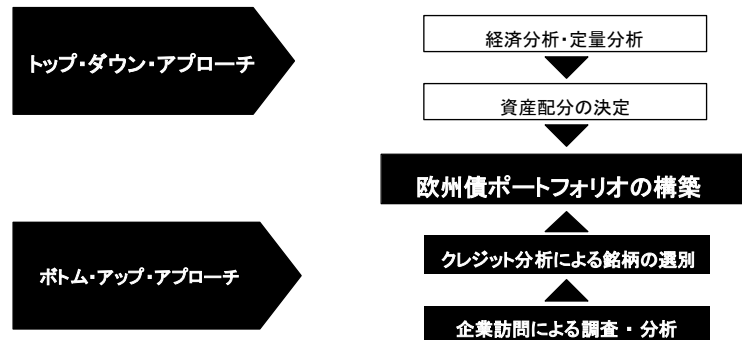 トップ・ダウン・アプローチ
経済分析・定量分析
資産配分の決定
欧州債ポートフォリオの構築
ボトム・アップ・アプローチ
クレジット分析による銘柄の選別
企業訪問による調査 ・ 分析